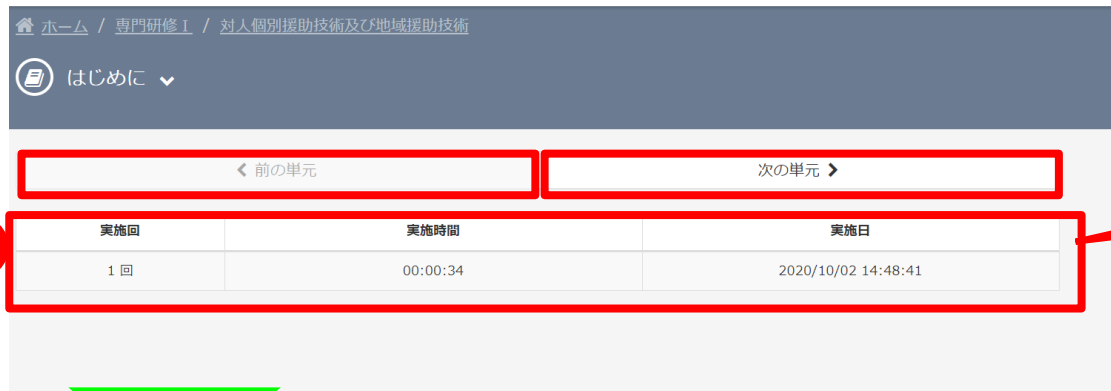 ホーム / 専門研修Ⅰ / 対人個別援助技術及び地域援助技術
はじめに
前の単元 次の単元
実施回 実施時間 実施日
1 回 00:00:34 2020/10/02 14:48:41